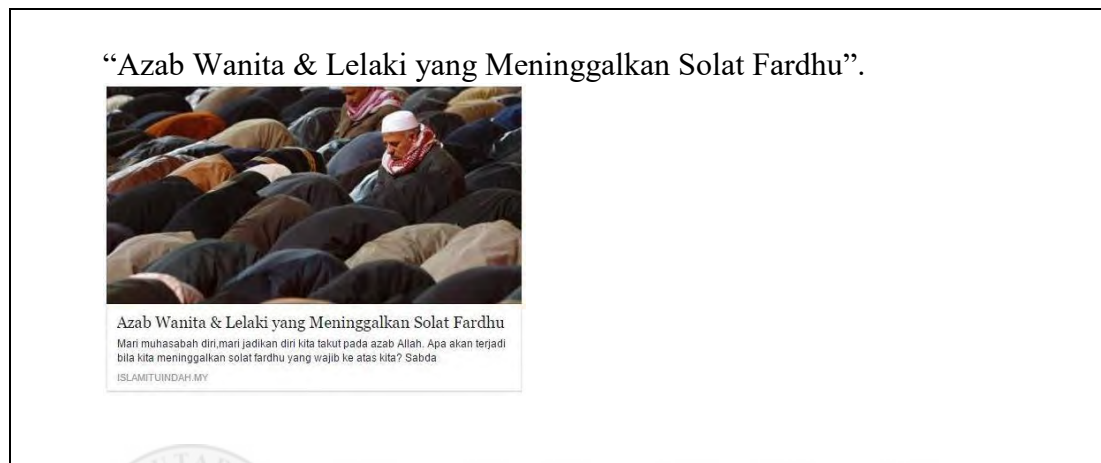 “Azab Wanita & Lelaki yang Meninggalkan Solat Fardhu”.
Azab Wanita & Lelaki yang Meninggalkan Solat Fardhu
Mari muhasabah diri,mari jadikan diri kita takut pada azab Allah. Apa akan terjadi
bila kita meninggalkan solat fardhu yang wajib ke atas kita? Sabda
ISLAMITUINDAH.MY